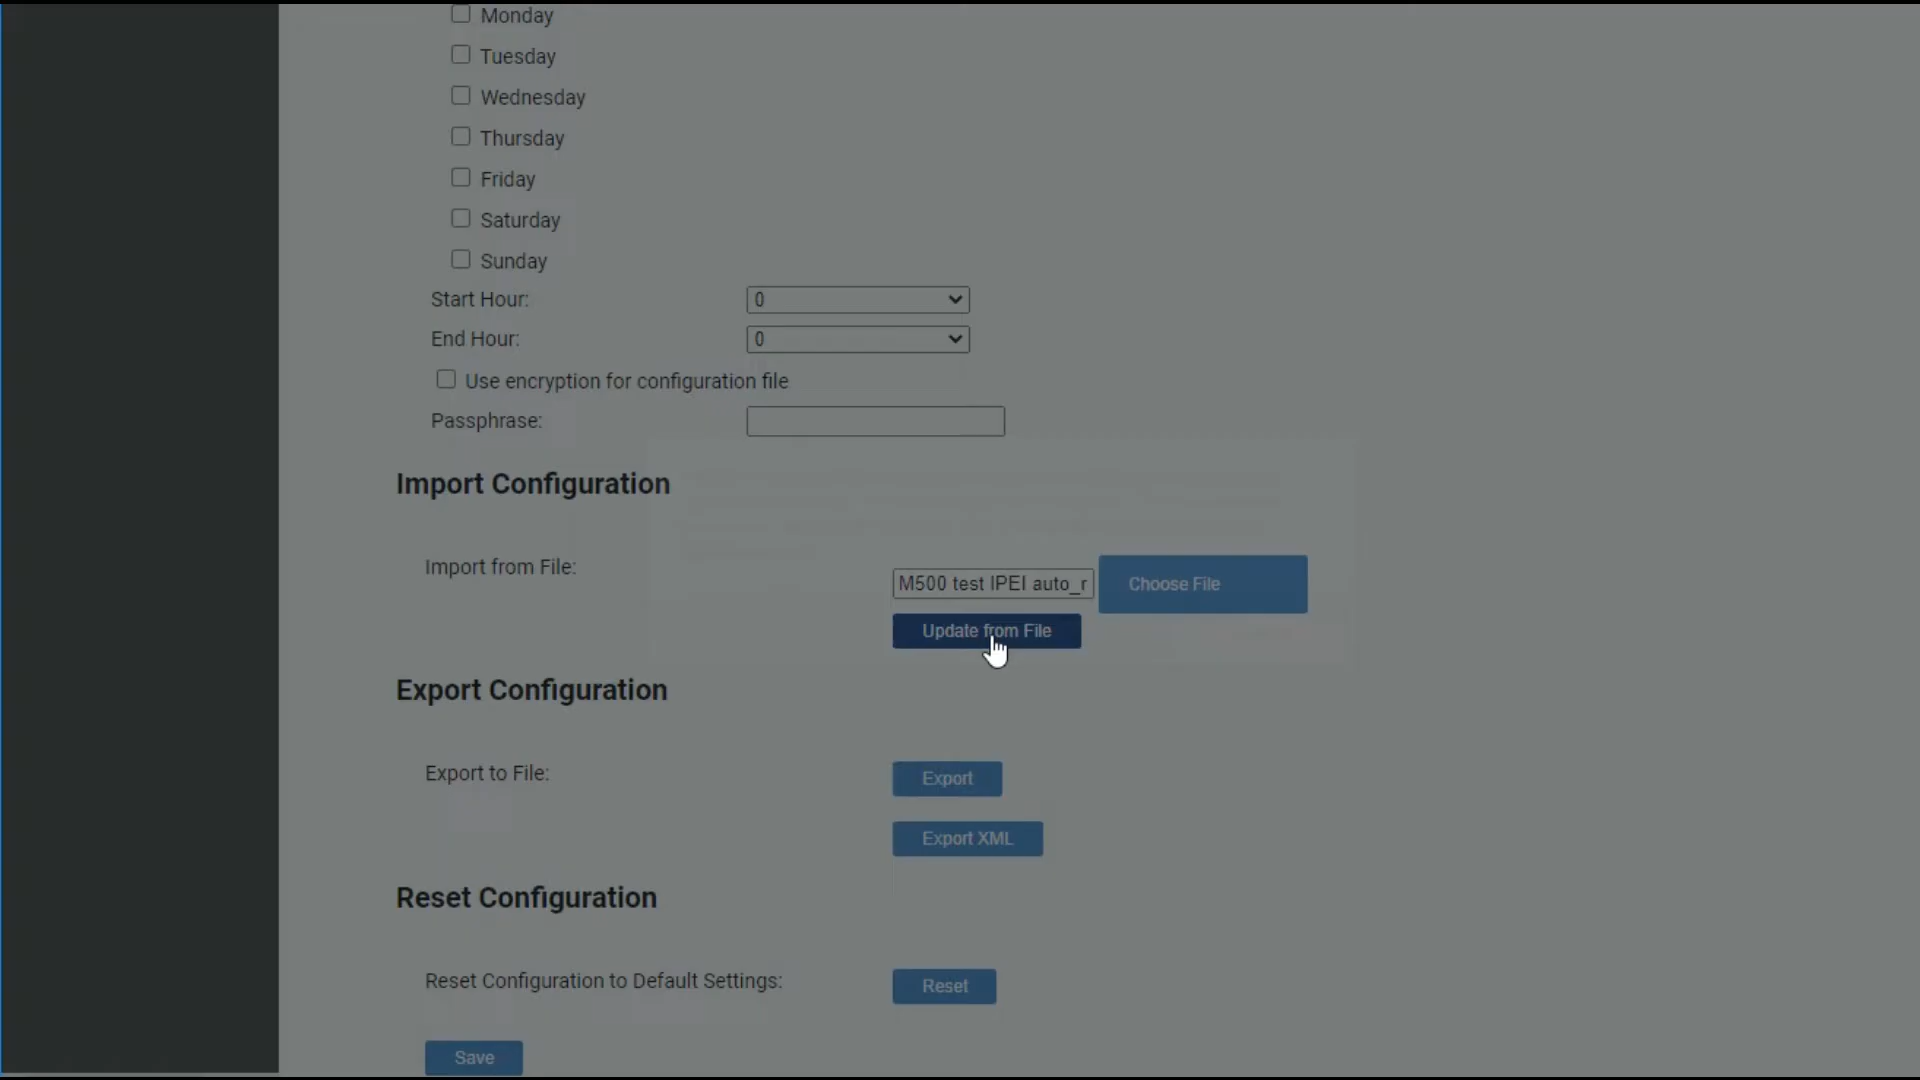 Monday
Tuesday
Wednesday
Thursday
Friday
Saturday
Sunday
Start Hour: 0
End Hour: 0
Use encryption for configuration file
Passphrase:
Import Configuration
Import from File: M500 test IPEI auto_r Choose File
Update from File
Export Configuration
Export to File: Export
Export XML
Reset Configuration
Reset Configuration to Default Settings: Reset
Save